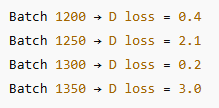 Batch 1200 → D loss = 0.4
Batch 1250 → D loss = 2.1
Batch 1300 → D loss = 0.2
Batch 1350 → D loss = 3.0